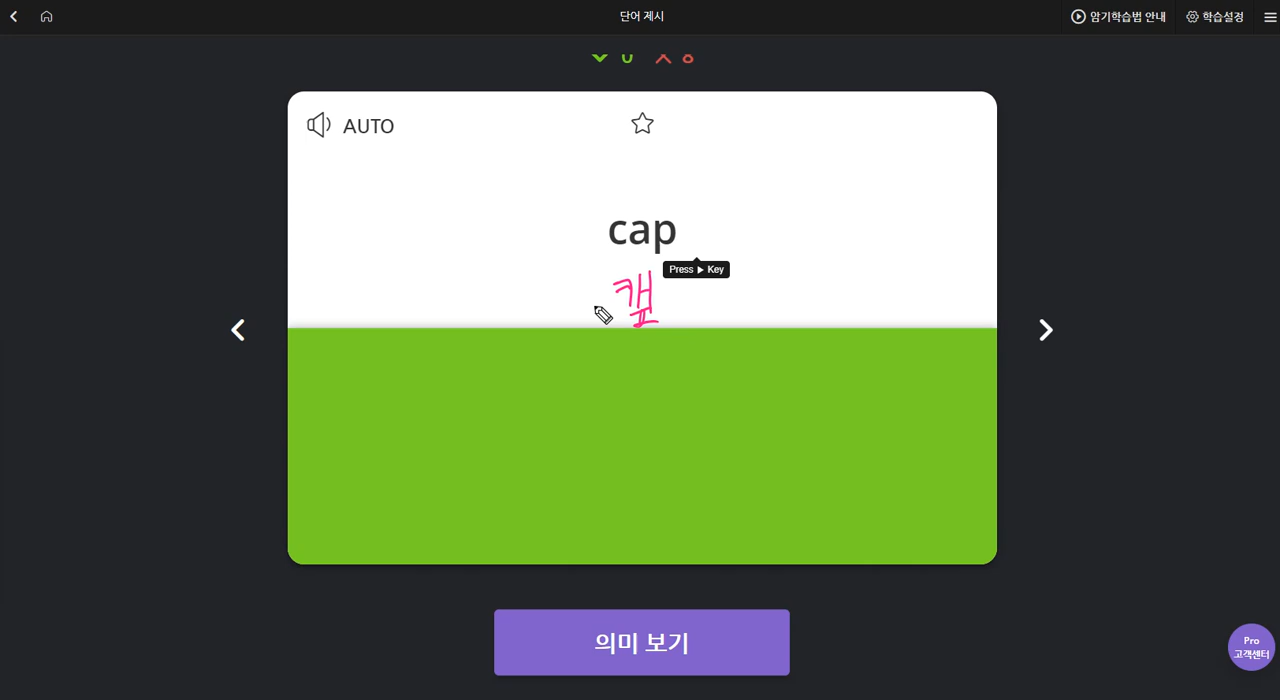 단어 제시
암기학습법 안내
학습설정
AUTO
cap
Press ▶ Key
캪
의미 보기
Pro
고객센터